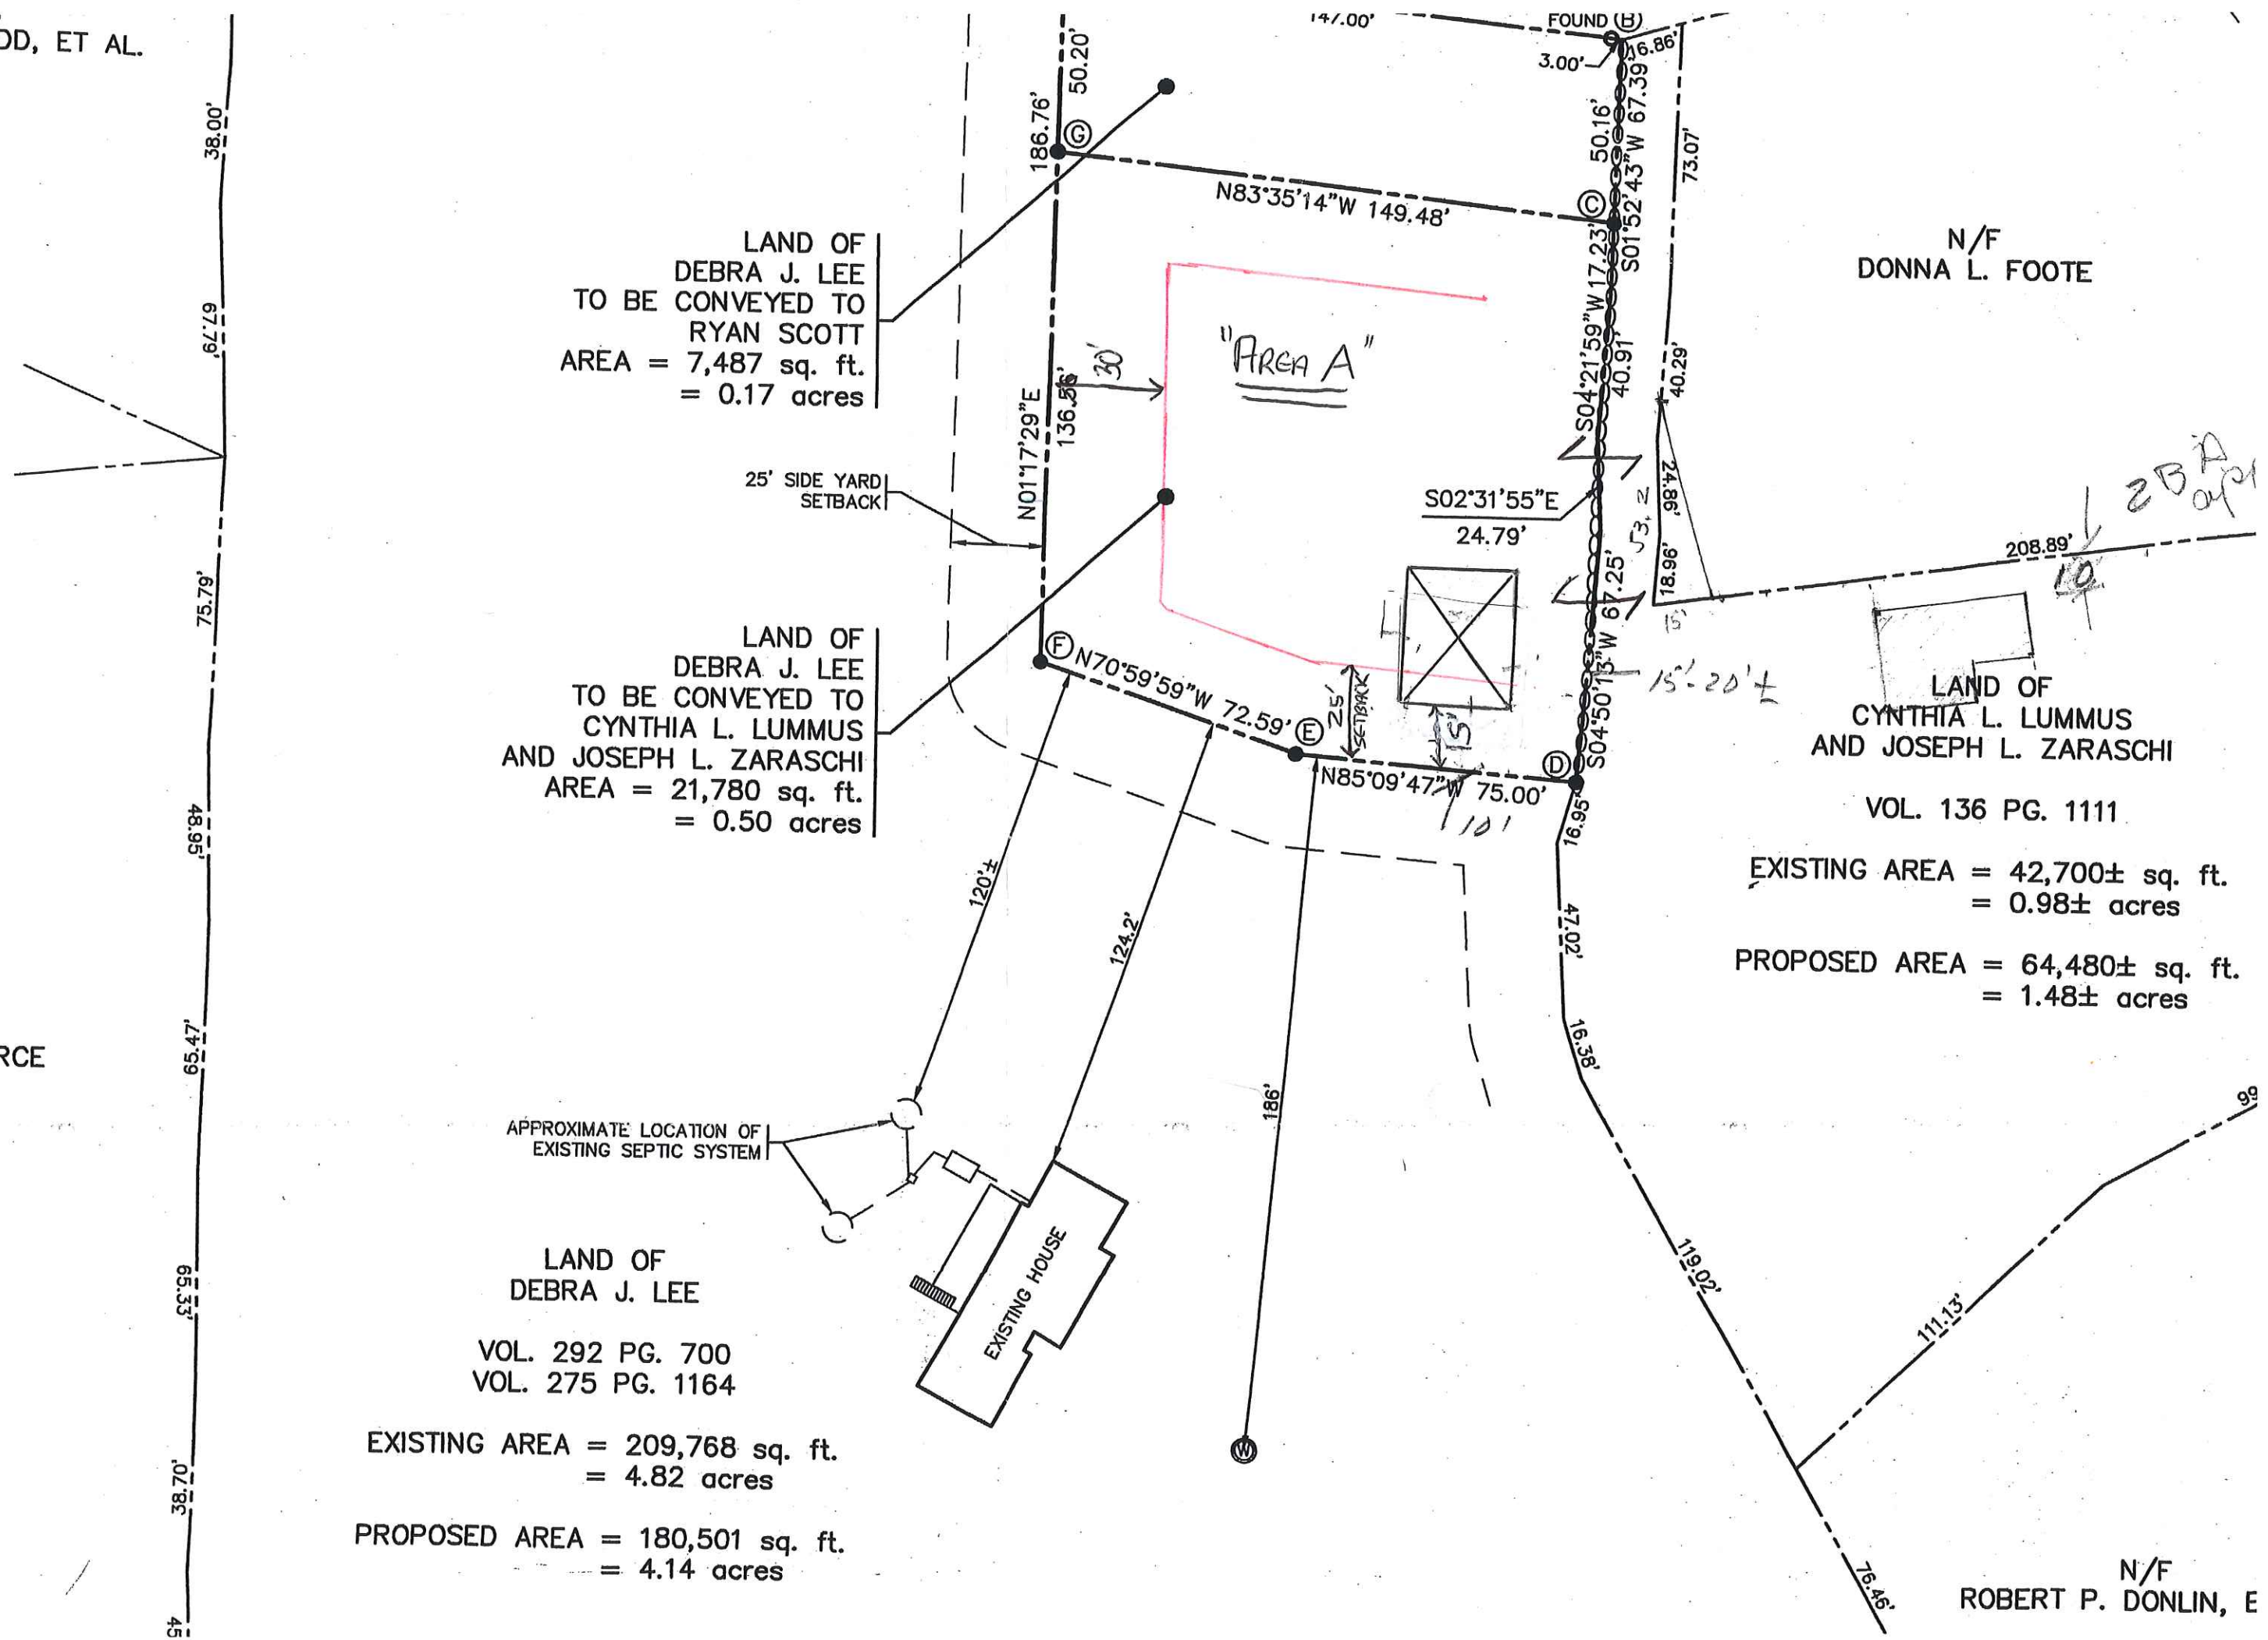 DD, ET AL.
147.00'
FOUND (B)
3.00'
16.86'
38.00'
50.20'
186.76'
G
50.16'
S01°52'43"W 67.39'
73.07'
N83°35'14"W 149.48'
C
N/F
DONNA L. FOOTE
LAND OF
DEBRA J. LEE
TO BE CONVEYED TO
RYAN SCOTT
AREA = 7,487 sq. ft.
= 0.17 acres
67.79'
30'
"AREA A"
S04°21'59"W 17.23'
40.91'
40.29'
N01°17'29"E
136.56'
25' SIDE YARD
SETBACK
S02°31'55"E
24.79'
53.2
24.86'
18.96'
15'
208.89'
10
75.79'
LAND OF
DEBRA J. LEE
TO BE CONVEYED TO
CYNTHIA L. LUMMUS
AND JOSEPH L. ZARASCHI
AREA = 21,780 sq. ft.
= 0.50 acres
F
N70°59'59"W 72.59'
E
25'
SETBACK
15'
N85°09'47"W 75.00'
10'
D
S04°50'13"W 67.25'
15'-20'±
LAND OF
CYNTHIA L. LUMMUS
AND JOSEPH L. ZARASCHI
VOL. 136 PG. 1111
EXISTING AREA = 42,700± sq. ft.
= 0.98± acres
PROPOSED AREA = 64,480± sq. ft.
= 1.48± acres
48.95'
16.95'
120'±
124.2'
47.02'
16.38'
65.47'
RCE
186'
99
APPROXIMATE LOCATION OF
EXISTING SEPTIC SYSTEM
EXISTING HOUSE
W
119.02'
111.13'
65.33'
LAND OF
DEBRA J. LEE
VOL. 292 PG. 700
VOL. 275 PG. 1164
EXISTING AREA = 209,768 sq. ft.
= 4.82 acres
PROPOSED AREA = 180,501 sq. ft.
= 4.14 acres
38.70'
45
76.46'
N/F
ROBERT P. DONLIN, E